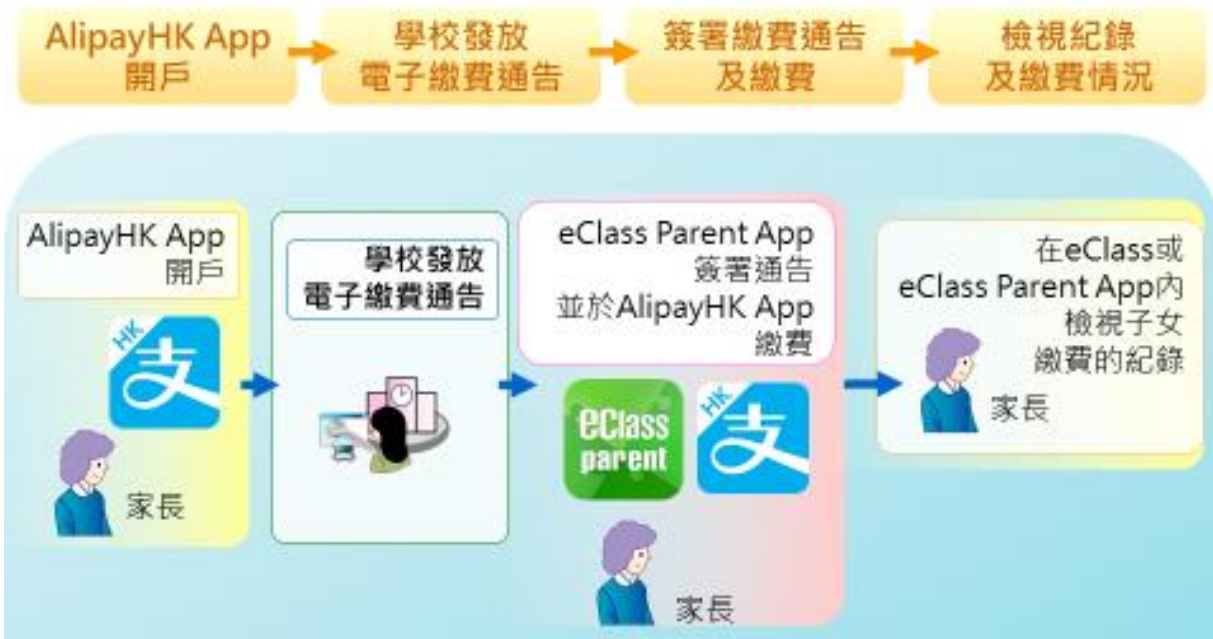 AlipayHK App
開戶
學校發放
電子繳費通告
簽署繳費通告
及繳費
檢視紀錄
及繳費情況
AlipayHK App
開戶
HK
支
家長
學校發放
電子繳費通告
eClass Parent App
簽署通告
並於AlipayHK App
繳費
eClass
parent
HK
支
家長
在eClass或
eClass Parent App內
檢視子女
繳費的紀錄
家長